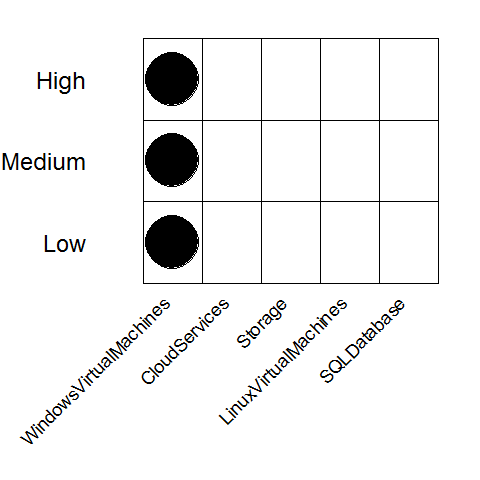 High
Medium
Low
WindowsVirtualMachines
CloudServices
Storage
LinuxVirtualMachines
SQLDatabase